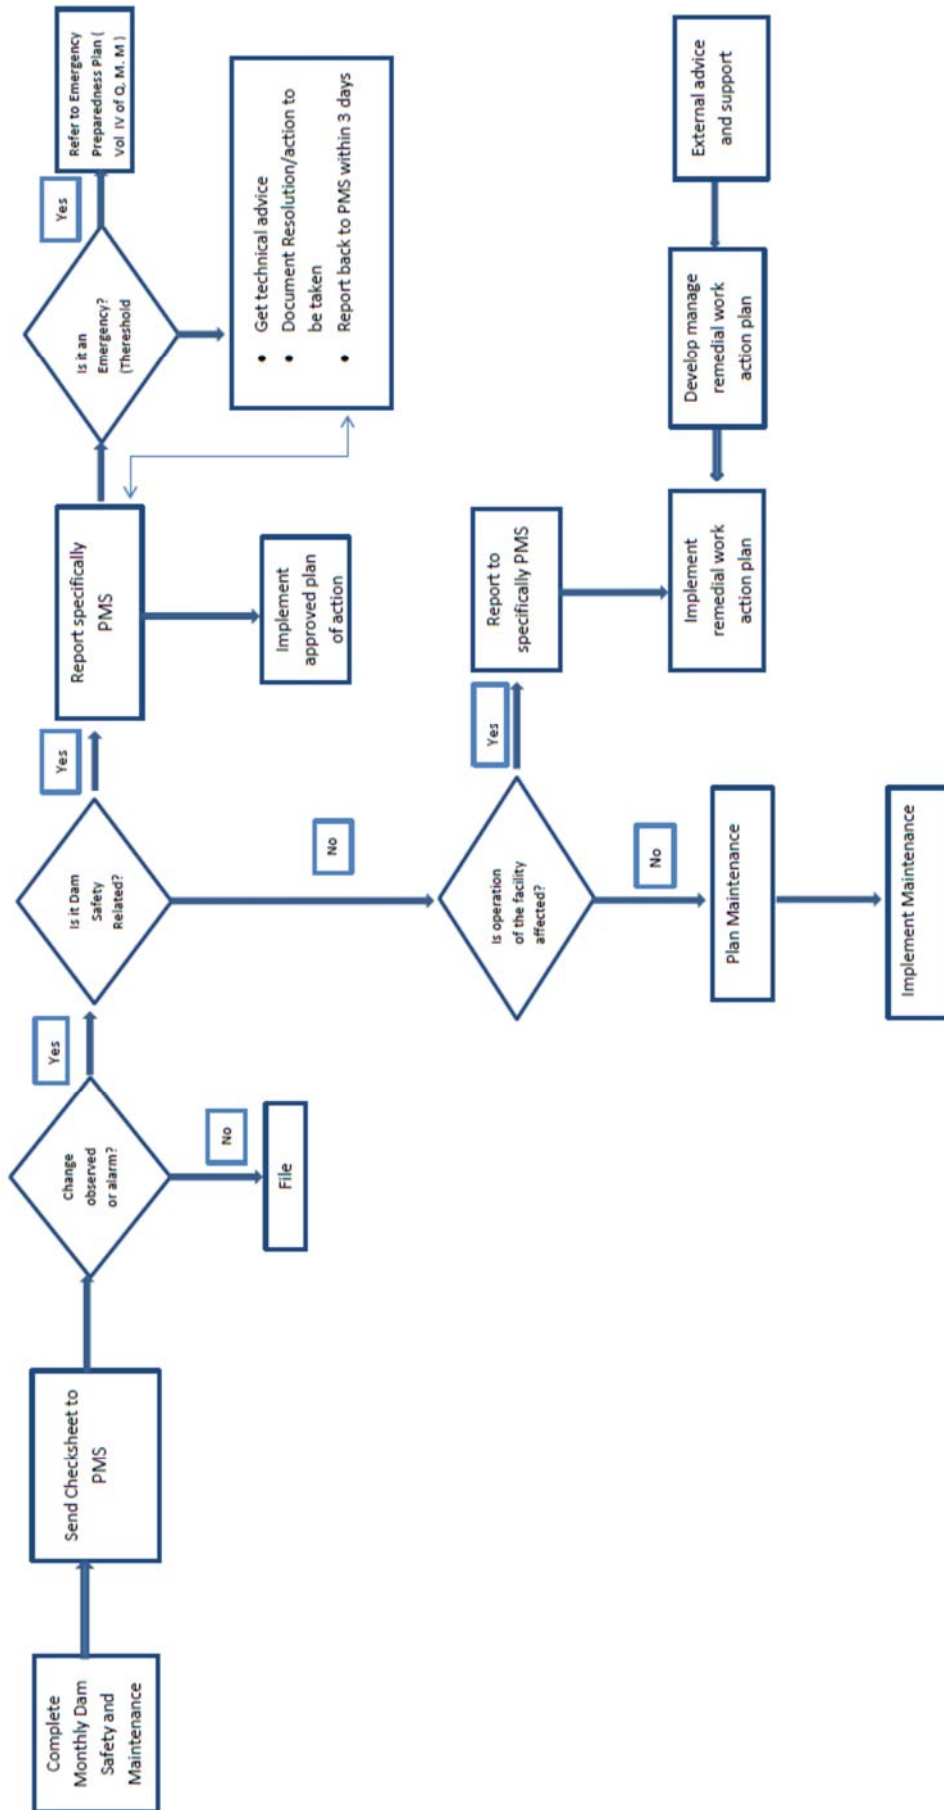 Complete
Monthly Dam
Safety and
Maintenance
Send Checksheet to
PMS
Change
observed
or alarm?
Yes
No
File
Is it Dam
Safety
Related?
Yes
No
Report specifically
PMS
Implement
approved plan
of action
Is it an
Emergency?
(Thereshold
Yes
Refer to Emergency
Preparedness Plan (
Vol IV of Q, M. M )
• Get technical advice
• Document Resolution/action to
be taken
• Report back to PMS within 3 days
Is operation
of the facility
affected?
Yes
No
Report to
specifically PMS
Implement
remedial work
action plan
Develop manage
remedial work
action plan
External advice
and support
Plan Maintenance
Implement Maintenance